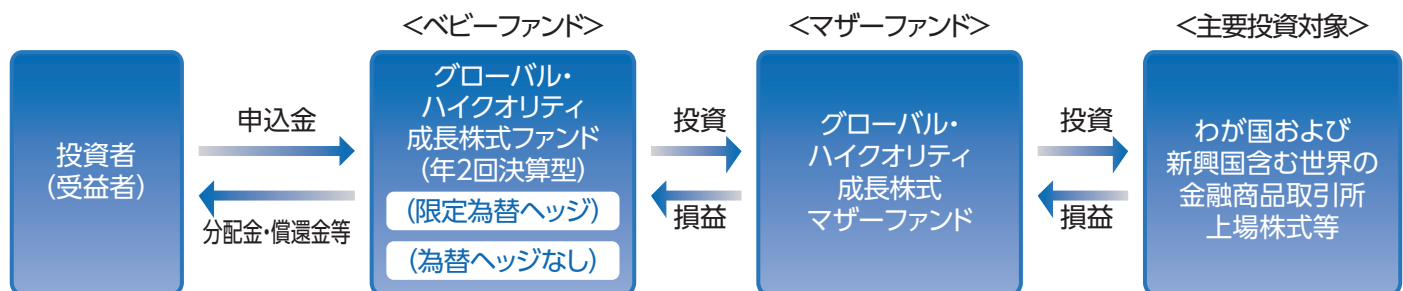 <ベビーファンド>
<マザーファンド>
<主要投資対象>
投資者
(受益者)
申込金
分配金・償還金等
グローバル・
ハイクオリティ
成長株式ファンド
(年2回決算型)
(限定為替ヘッジ)
(為替ヘッジなし)
投資
損益
グローバル・
ハイクオリティ
成長株式
マザーファンド
投資
損益
わが国および
新興国含む世界の
金融商品取引所
上場株式等